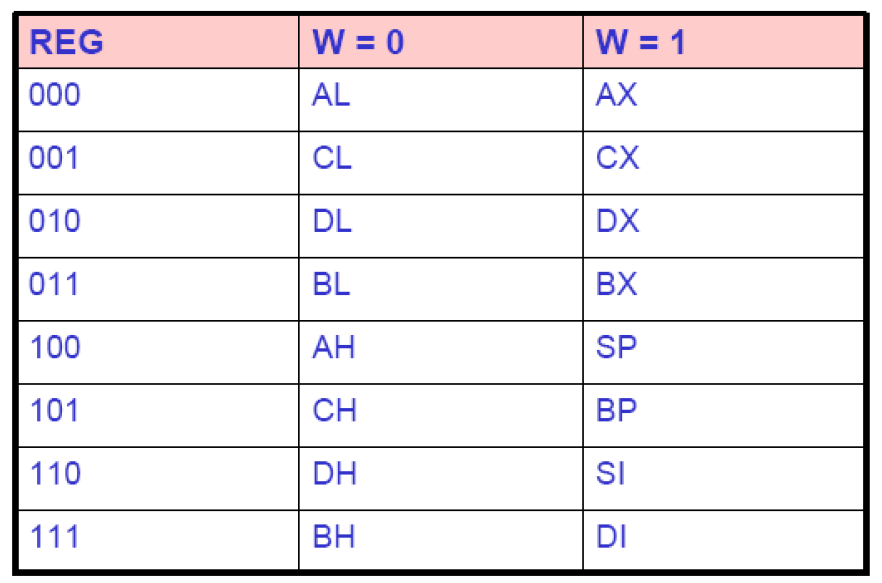 REG W = 0 W = 1
000 AL AX
001 CL CX
010 DL DX
011 BL BX
100 AH SP
101 CH BP
110 DH SI
111 BH DI